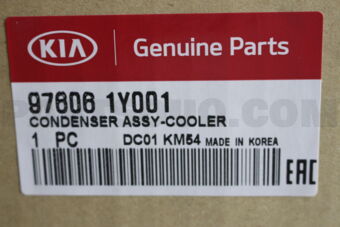 KIA
Genuine Parts
97606 1Y001
CONDENSER ASSY-COOLER
1 PC DC01 KM54 MADE IN KOREA
EAC